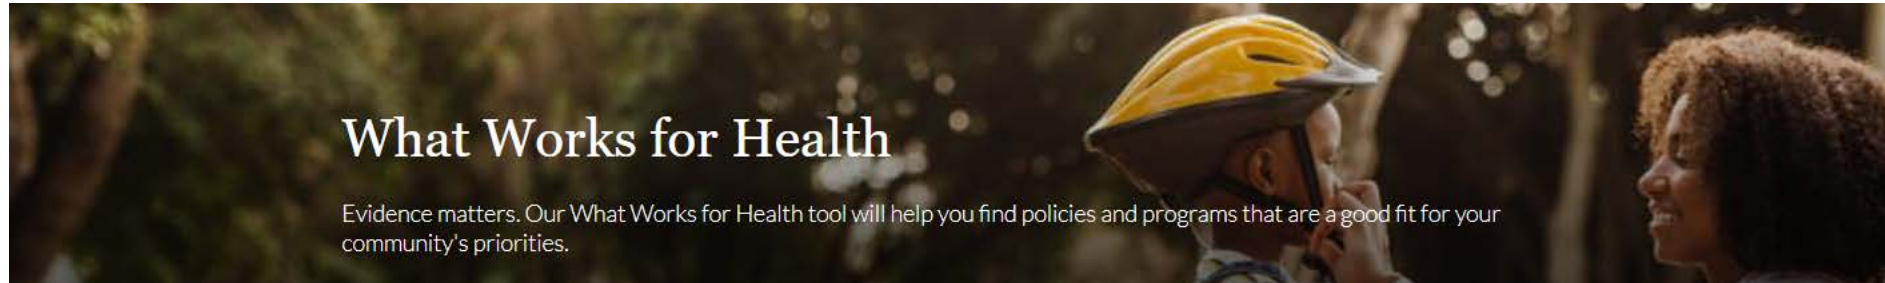 What Works for Health
Evidence matters. Our What Works for Health tool will help you find policies and programs that are a good fit for your
community's priorities.